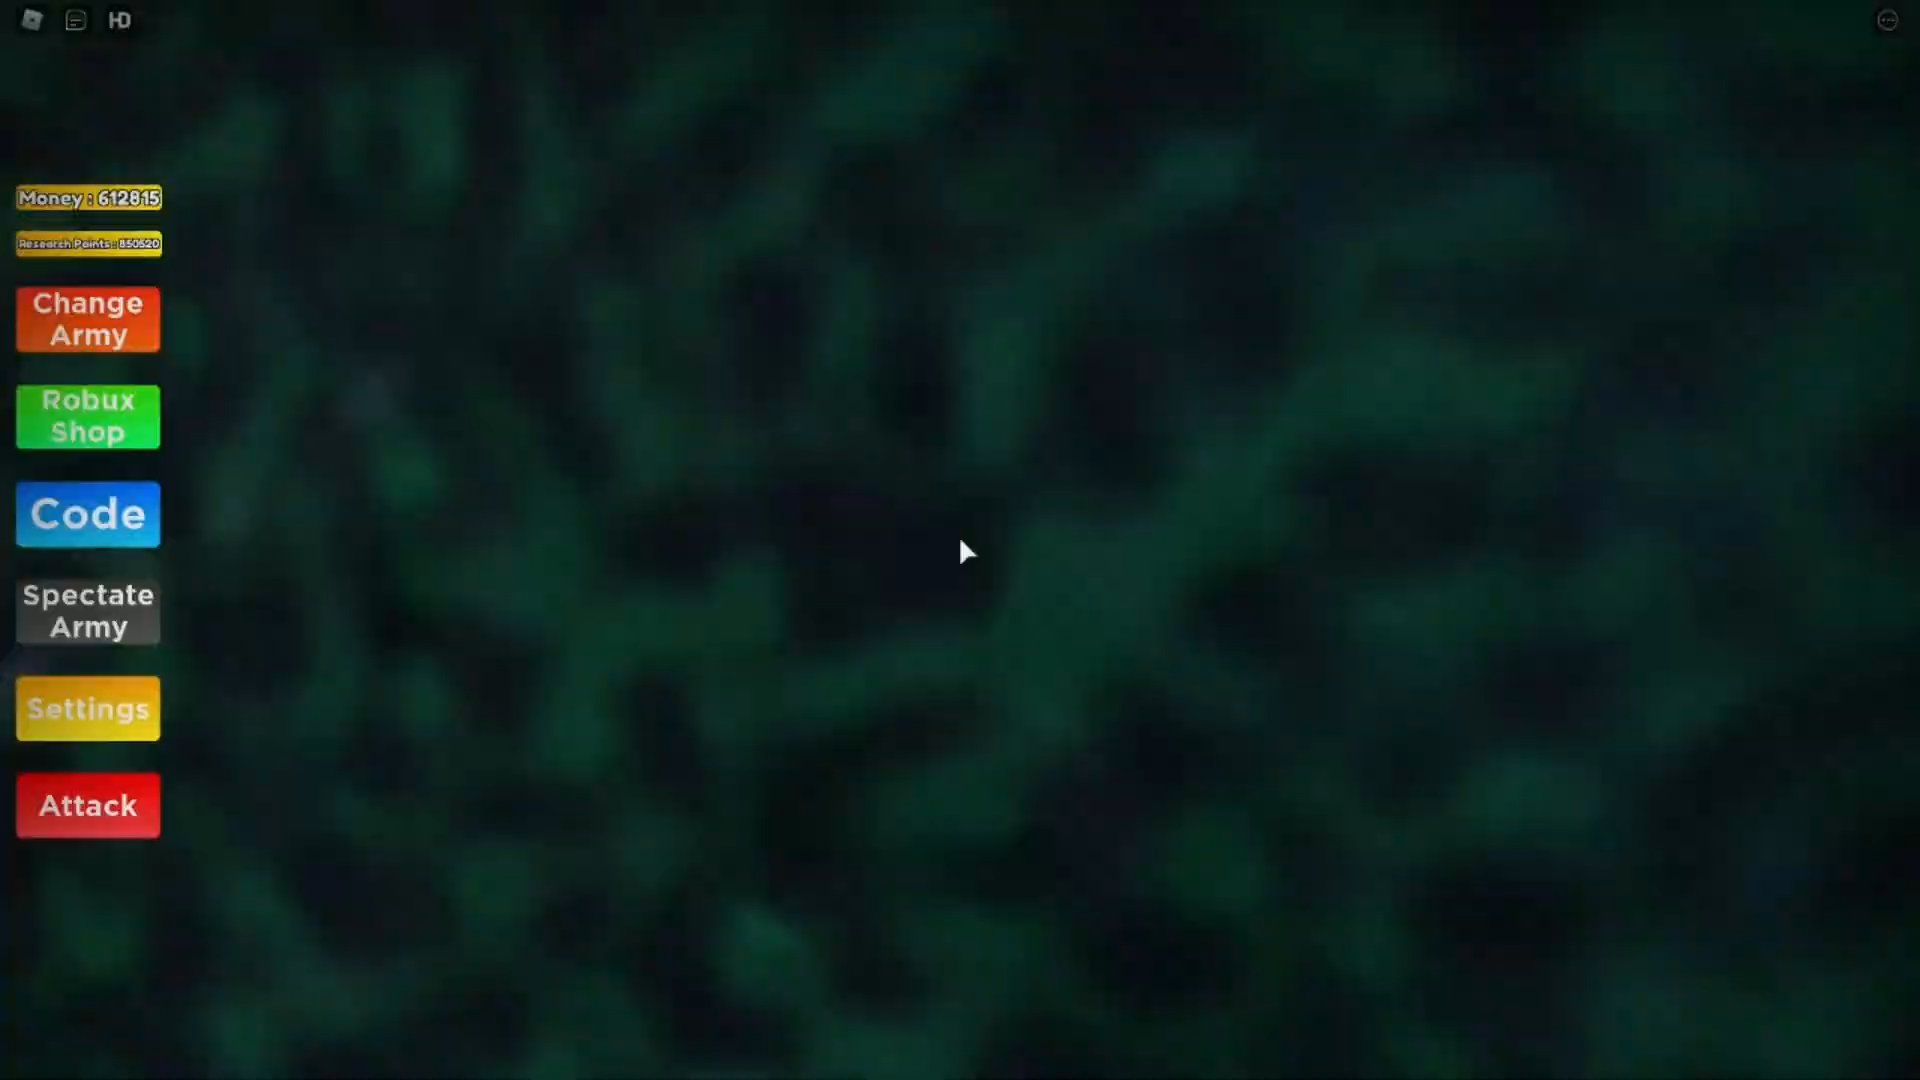 HD
Money : 612815
Research Points : 850520
Change
Army
Robux
Shop
Code
Spectate
Army
Settings
Attack